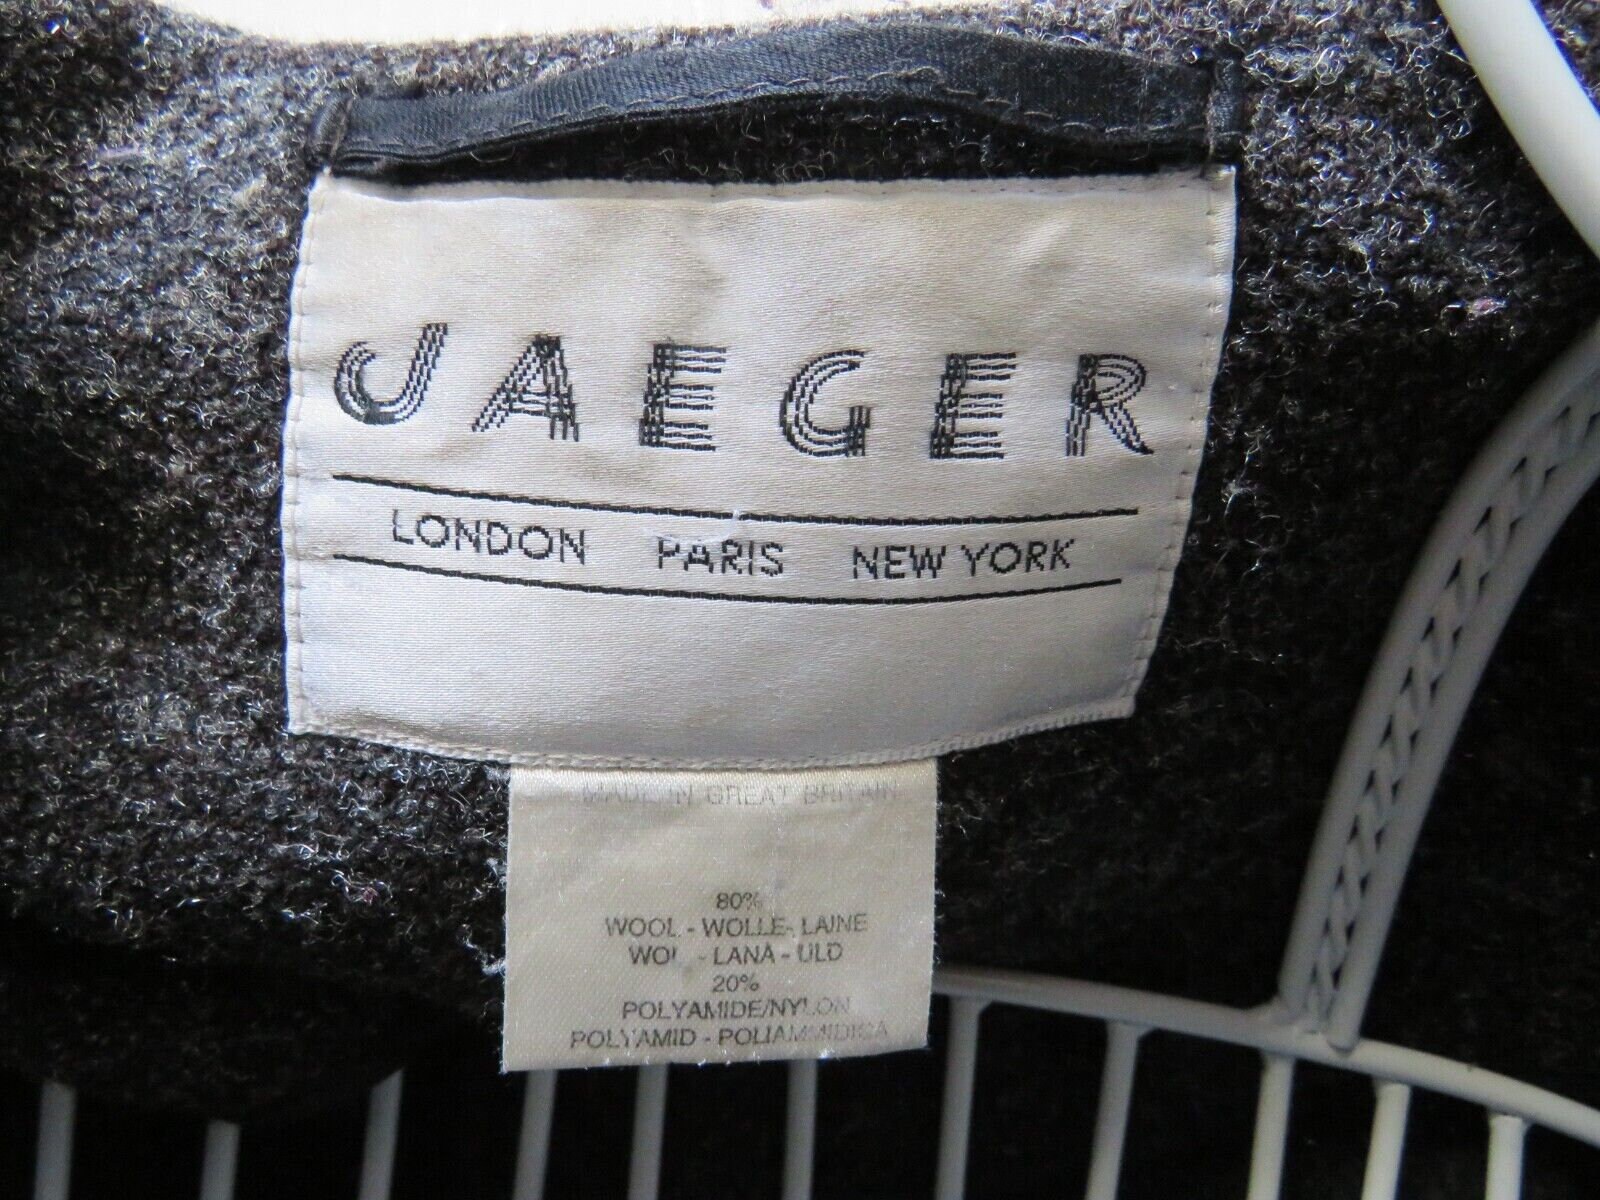 JAEGER
LONDON PARIS NEW YORK
MADE IN GREAT BRITAIN
80%
WOOL - WOLLE - LAINE
WOL - LANA - ULD
20%
POLYAMIDE/NYLON
POLYAMID - POLIAMMIDICA